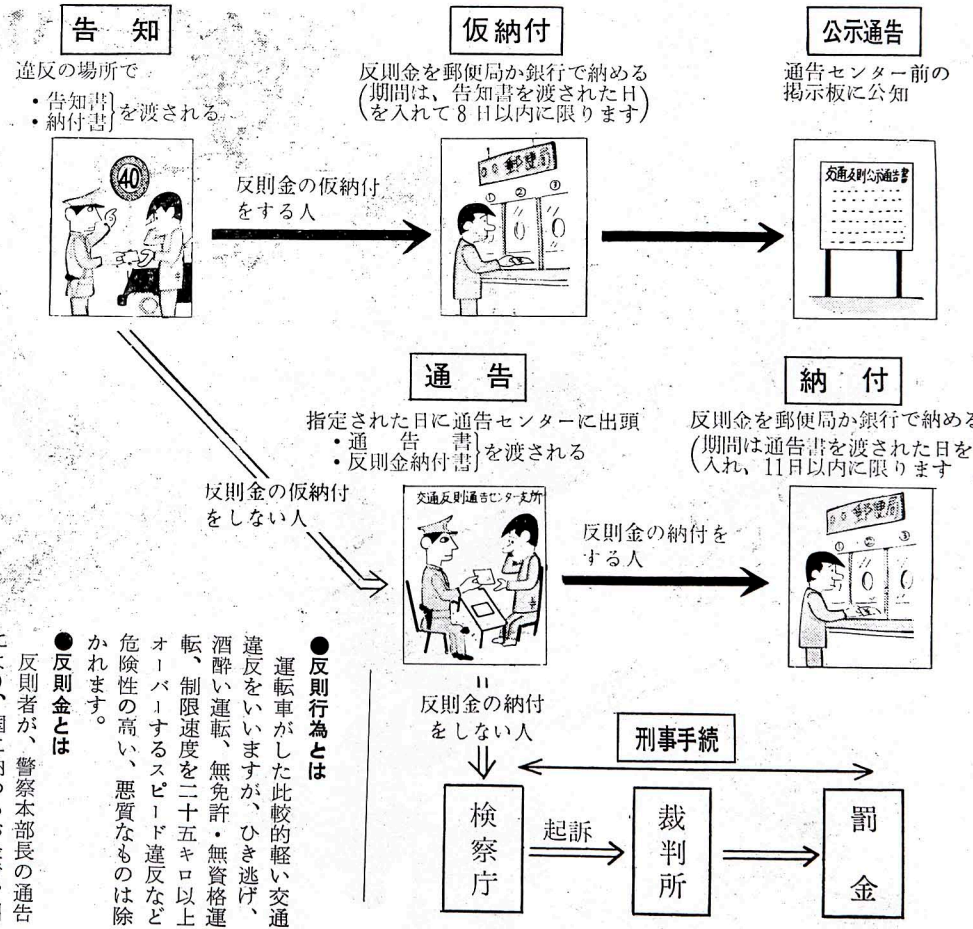 告知
違反の場所で
・告知書
・納付書}を渡される
40
反則金の仮納付
をする人
仮納付
反則金を郵便局か銀行で納める
(期間は、告知書を渡された日
を入れて8日以内に限ります)
郵便局
① ② ③
公示通告
通告センター前の
掲示板に公知
交通反則公示通告書
反則金の仮納付
をしない人
通告
指定された日に通告センターに出頭
・通告書
・反則金納付書}を渡される
交通反則通告センター支所
反則金の納付を
する人
納付
反則金を郵便局か銀行で納める
(期間は通告書を渡された日を
入れ、11日以内に限ります
郵便局
① ② ③
反則金の納付
をしない人
刑事手続
検察庁
起訴
裁判所
罰金
●反則行為とは
運転車がした比較的軽い交通
違反をいいますが、ひき逃げ、
酒酔い運転、無免許・無資格運
転、制限速度を二十五キロ以上
オーバーするスピード違反など
危険性の高い、悪質なものは除
かれます。
●反則金とは
反則者が、警察本部長の通告